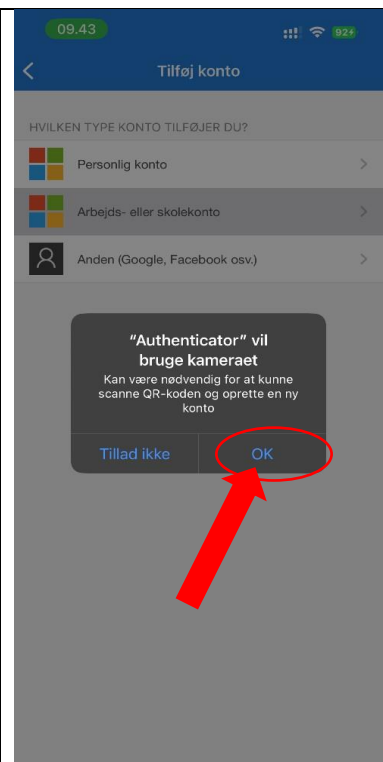 09.43
92
Tilføj konto
HVILKEN TYPE KONTO TILFØJER DU?
Personlig konto
Arbejds- eller skolekonto
Anden (Google, Facebook osv.)
"Authenticator" vil
bruge kameraet
Kan være nødvendig for at kunne
scanne QR-koden og oprette en ny
konto
Tillad ikke
OK